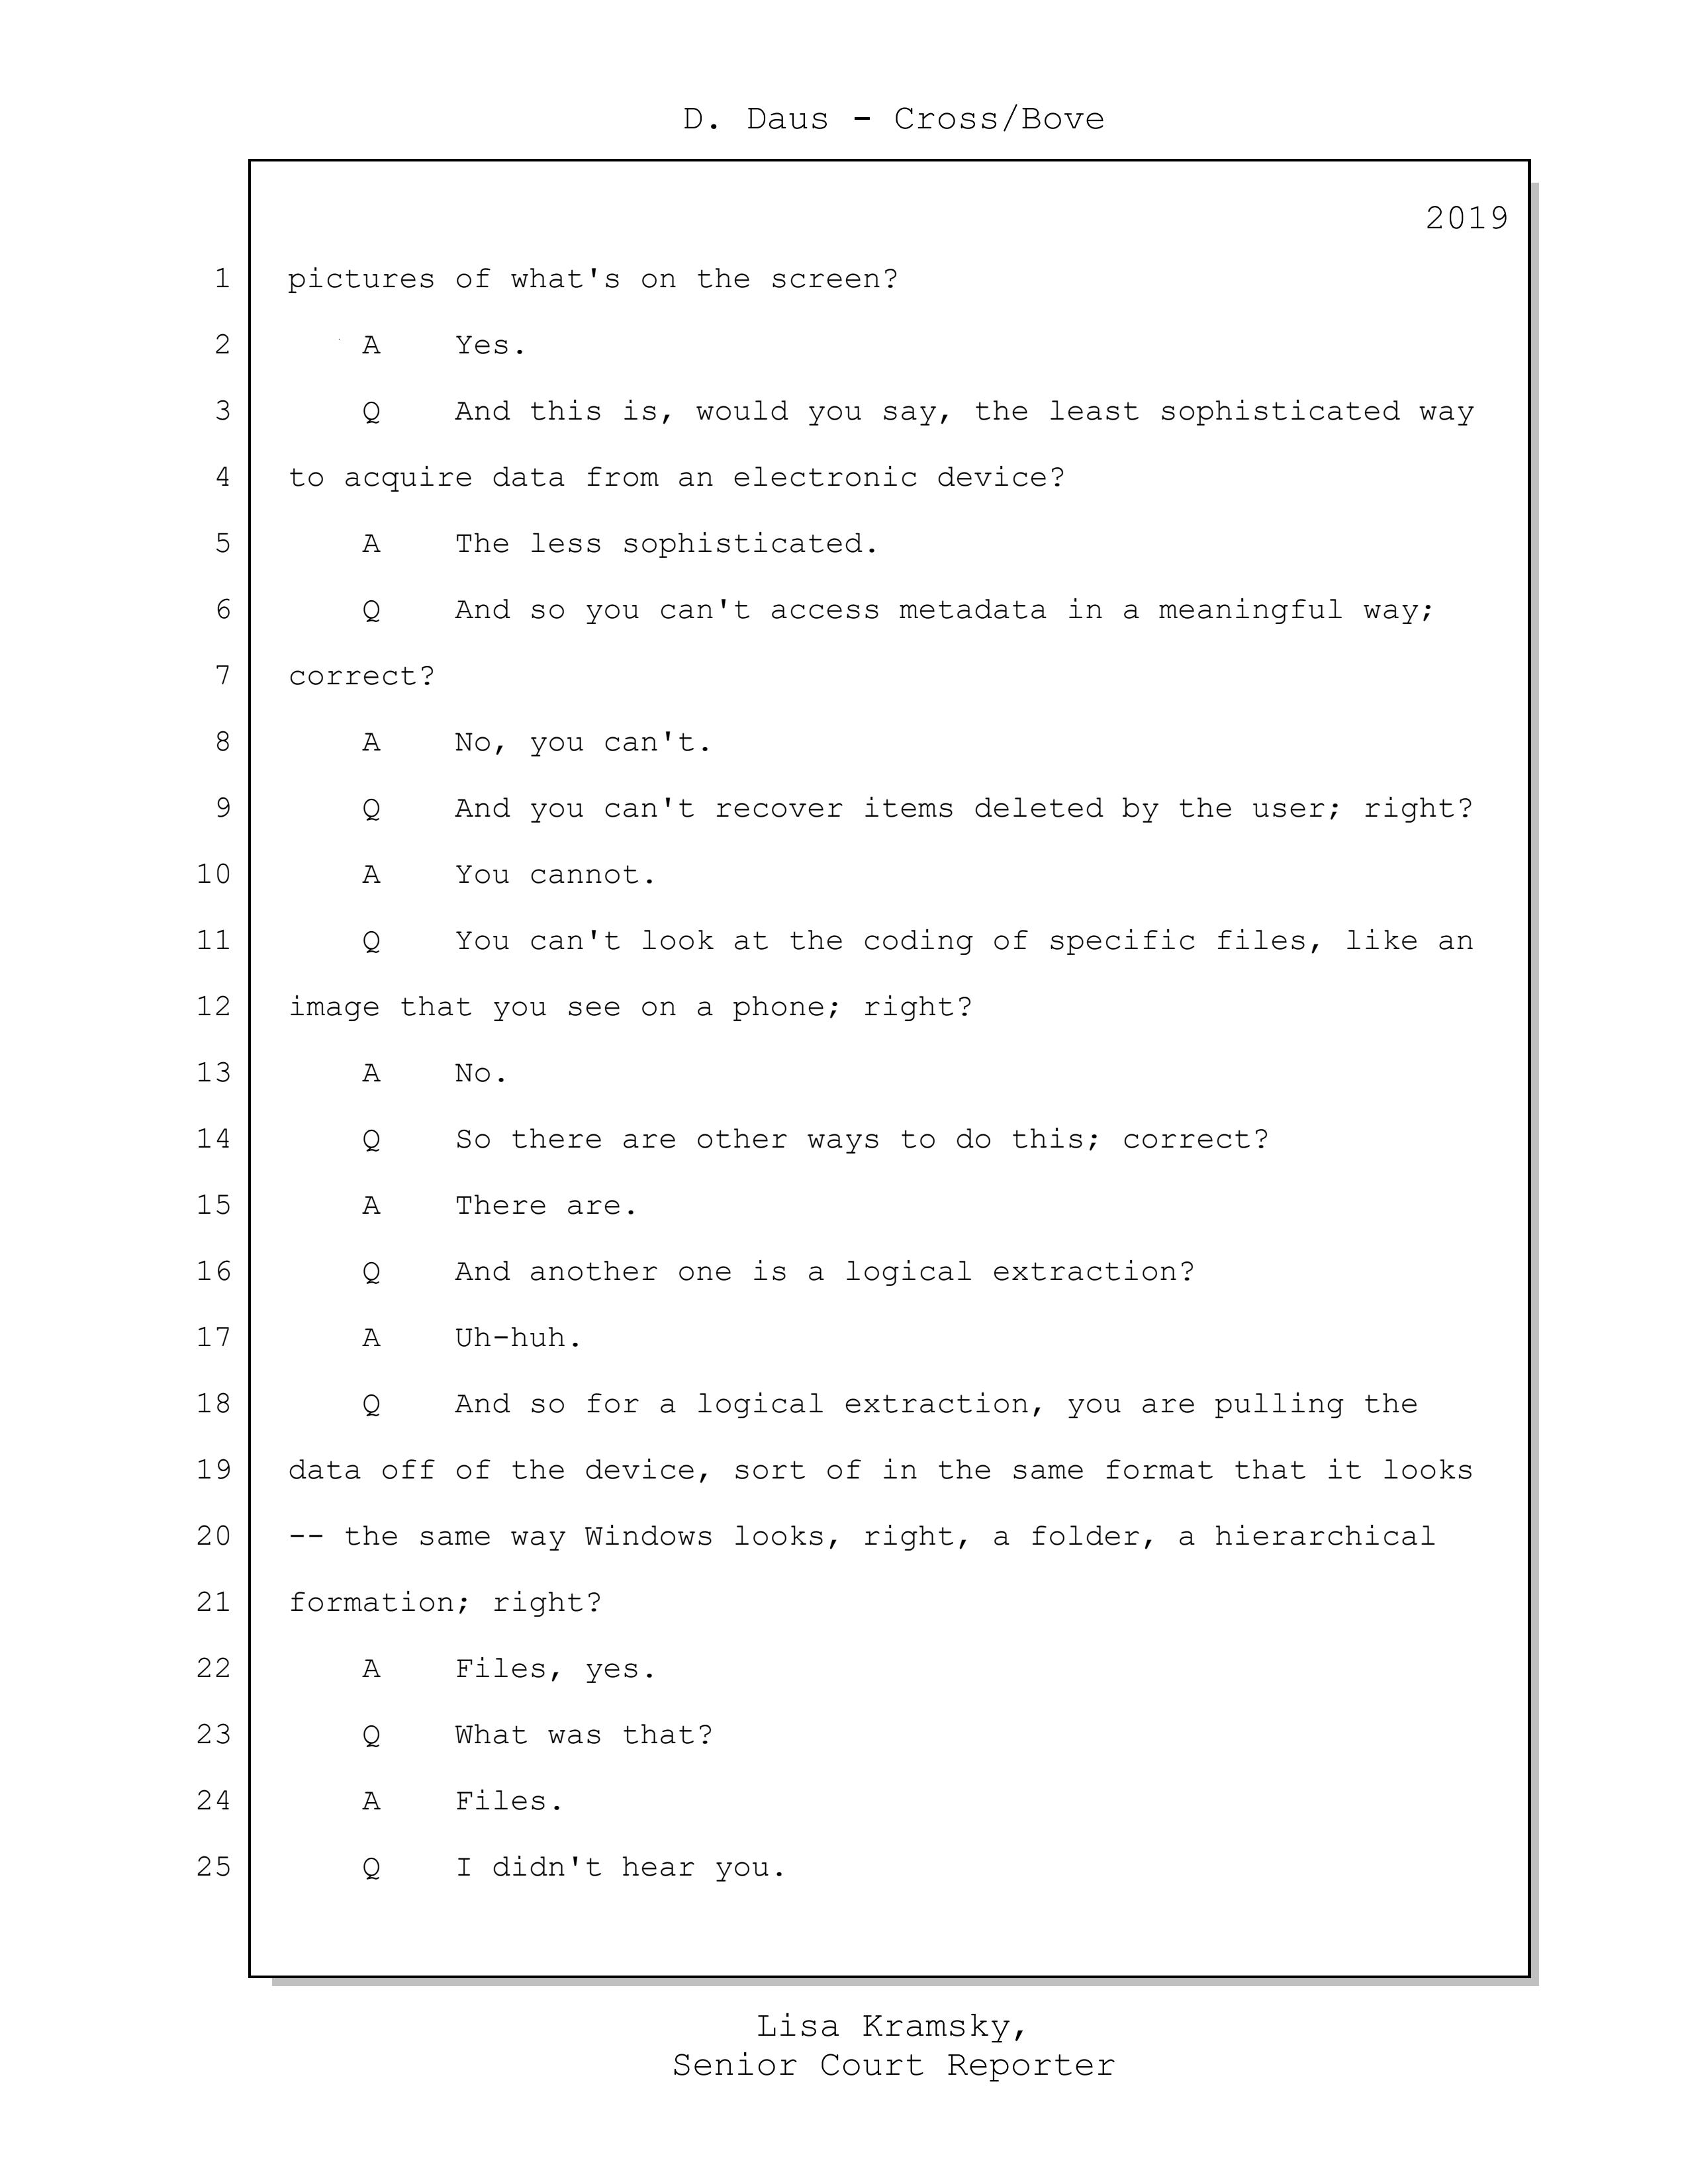 D. Daus - Cross/Bove
2019
1 pictures of what's on the screen?
2 A Yes.
3 Q And this is, would you say, the least sophisticated way
4 to acquire data from an electronic device?
5 A The less sophisticated.
6 Q And so you can't access metadata in a meaningful way;
7 correct?
8 A No, you can't.
9 Q And you can't recover items deleted by the user; right?
10 A You cannot.
11 Q You can't look at the coding of specific files, like an
12 image that you see on a phone; right?
13 A No.
14 Q So there are other ways to do this; correct?
15 A There are.
16 Q And another one is a logical extraction?
17 A Uh-huh.
18 Q And so for a logical extraction, you are pulling the
19 data off of the device, sort of in the same format that it looks
20 -- the same way Windows looks, right, a folder, a hierarchical
21 formation; right?
22 A Files, yes.
23 Q What was that?
24 A Files.
25 Q I didn't hear you.
Lisa Kramsky,
Senior Court Reporter